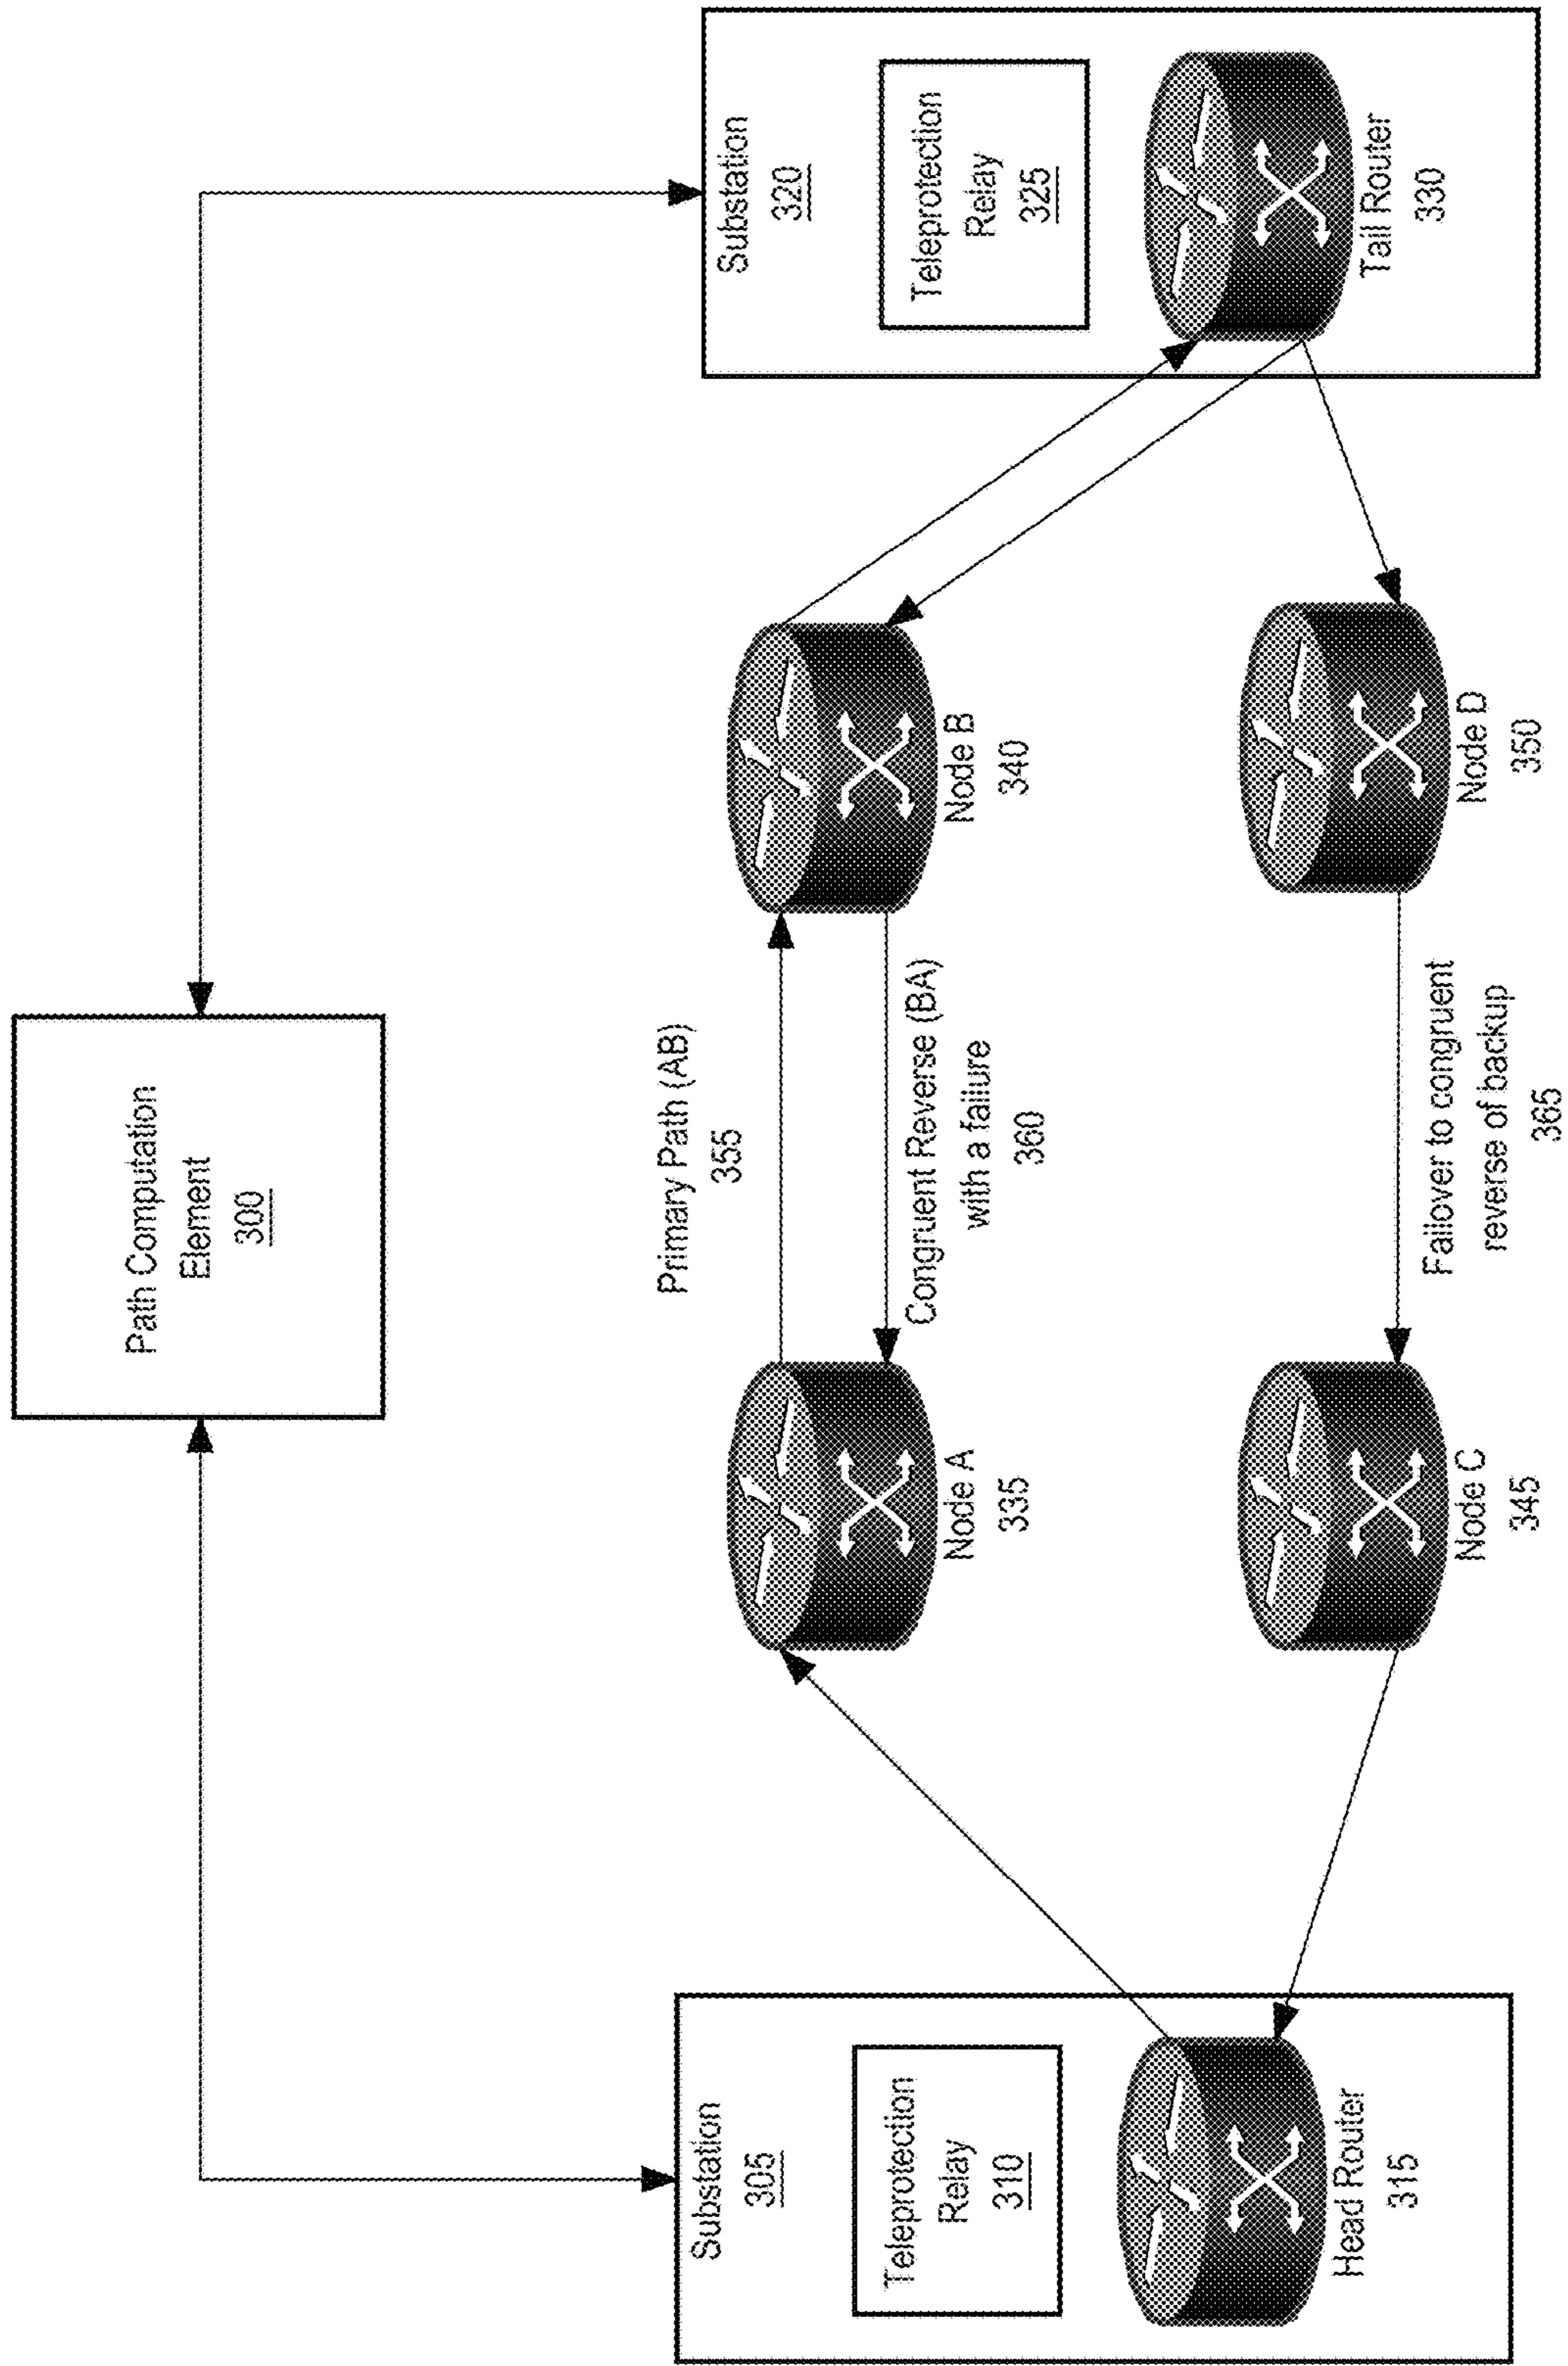 Path Computation
Element
300
Substation
305
Teleprotection
Relay
310
Head Router
315
Primary Path (AB)
355
Node A
335
Node B
340
Congruent Reverse (BA)
with a failure
360
Node C
345
Node D
350
Failover to congruent
reverse of backup
365
Substation
320
Teleprotection
Relay
325
Tail Router
330